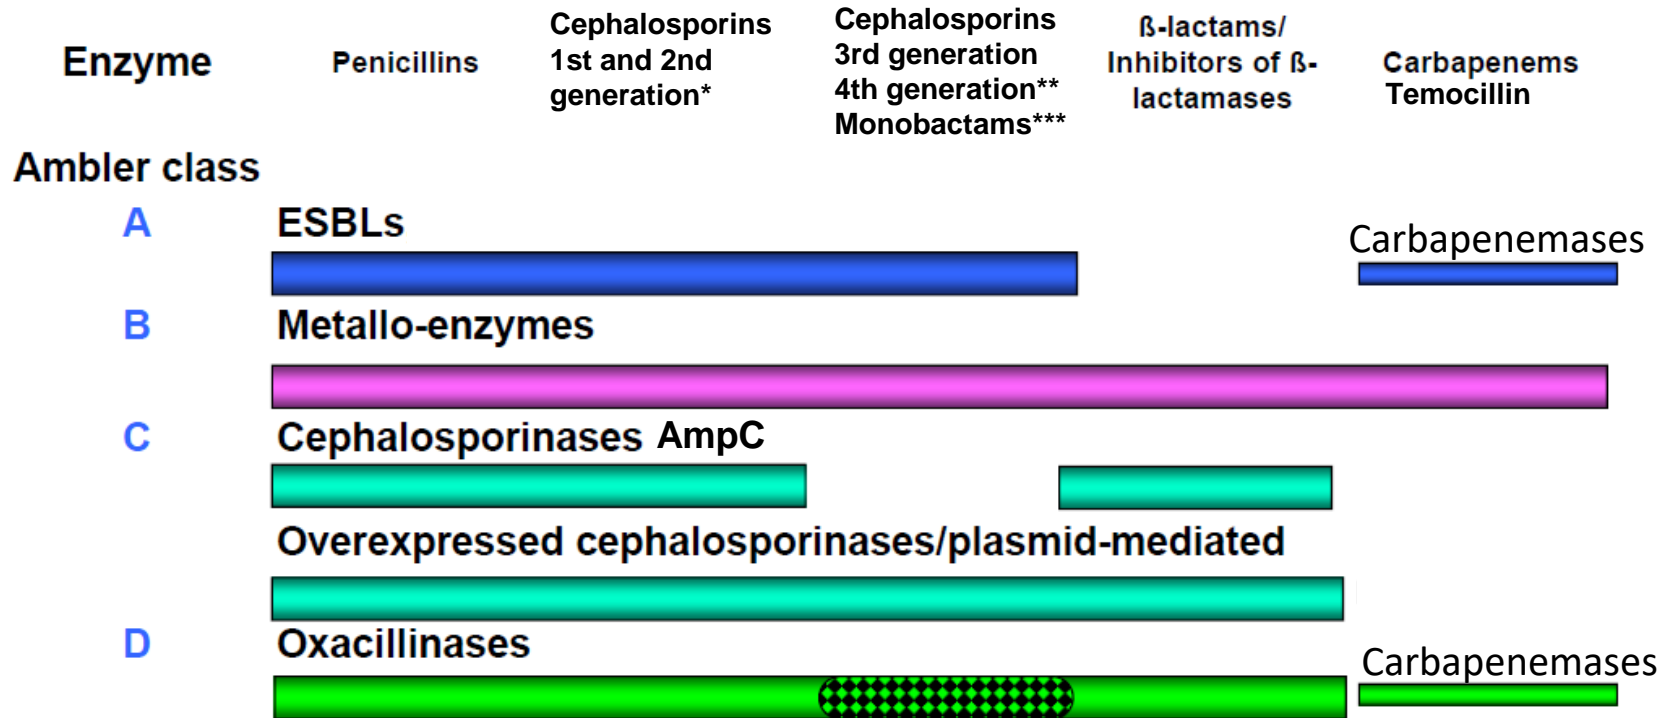 Enzyme
Penicillins
Cephalosporins
1st and 2nd
generation*
Cephalosporins
3rd generation
4th generation**
Monobactams***
ß-lactams/
Inhibitors of ß-
lactamases
Carbapenems
Temocillin
Ambler class
A
ESBLs
Carbapenemases
B
Metallo-enzymes
C
Cephalosporinases AmpC
Overexpressed cephalosporinases/plasmid-mediated
D
Oxacillinases
Carbapenemases